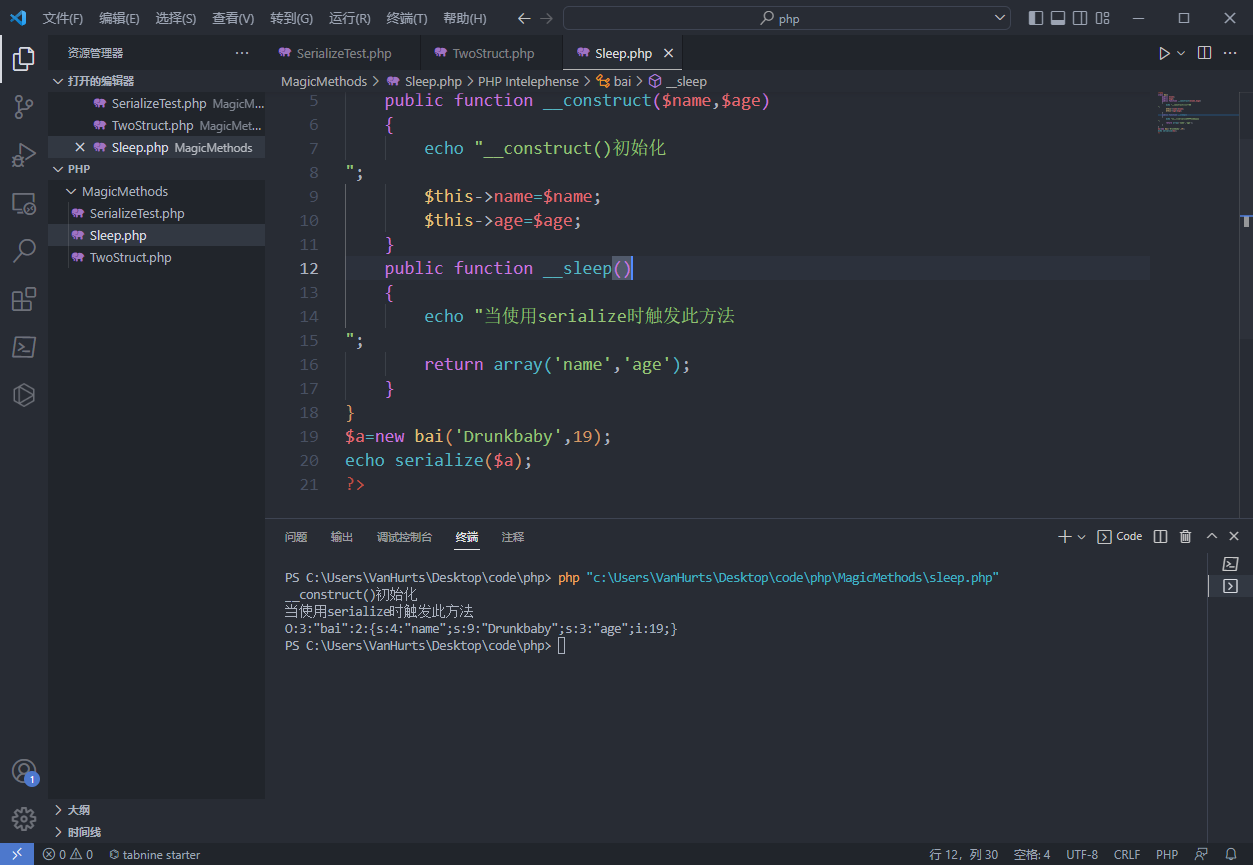 文件(F) 编辑(E) 选择(S) 查看(V) 转到(G) 运行(R) 终端(T) 帮助(H) php
资源管理器
SerializeTest.php TwoStruct.php Sleep.php
打开的编辑器
SerializeTest.php MagicM...
TwoStruct.php MagicMet...
Sleep.php MagicMethods
PHP
MagicMethods
SerializeTest.php
Sleep.php
TwoStruct.php
大纲
时间线
MagicMethods > Sleep.php > PHP Intelephense > bai > __sleep
5 public function __construct($name,$age)
6 {
7 echo "__construct()初始化
8 ";
9 $this->name=$name;
10 $this->age=$age;
11 }
12 public function __sleep()
13 {
14 echo "当使用serialize时触发此方法
15 ";
16 return array('name','age');
17 }
18 }
19 $a=new bai('Drunkbaby',19);
20 echo serialize($a);
21 ?>
问题 输出 调试控制台 终端 注释 Code
PS C:\Users\VanHurts\Desktop\code\php> php "c:\Users\VanHurts\Desktop\code\php\MagicMethods\sleep.php"
__construct()初始化
当使用serialize时触发此方法
O:3:"bai":2:{s:4:"name";s:9:"Drunkbaby";s:3:"age";i:19;}
PS C:\Users\VanHurts\Desktop\code\php>
1
0 0 tabnine starter 行 12，列 30 空格: 4 UTF-8 CRLF PHP